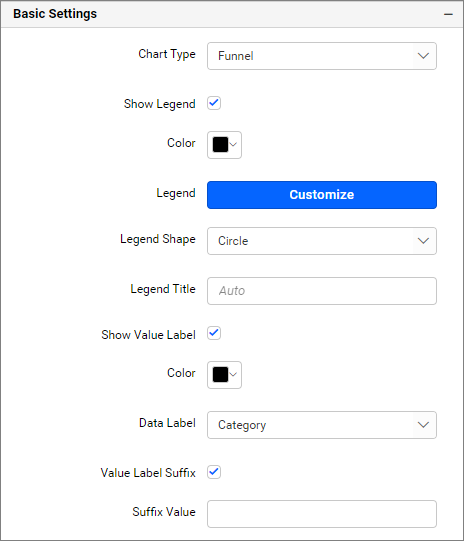 Basic Settings
Chart Type Funnel
Show Legend
Color
Legend Customize
Legend Shape Circle
Legend Title Auto
Show Value Label
Color
Data Label Category
Value Label Suffix
Suffix Value